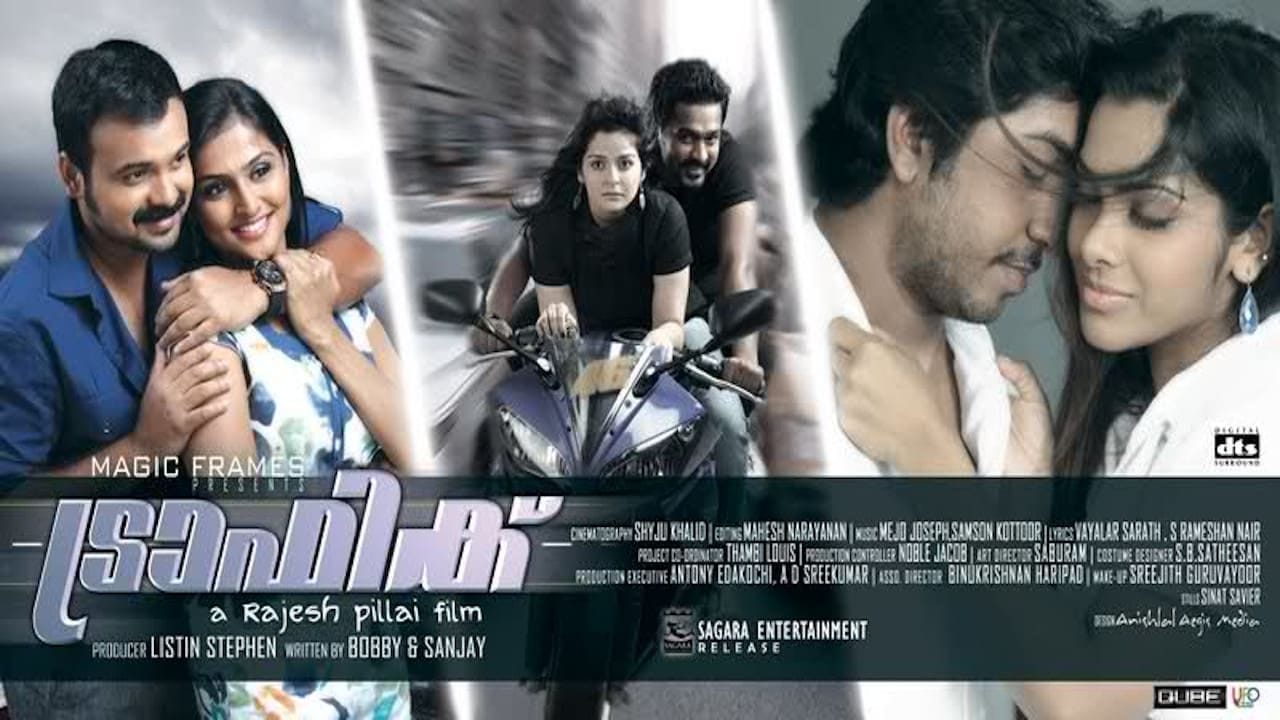 MAGIC FRAMES
PRESENTS
ട്രാഫിക്
a Rajesh pillai film
PRODUCER LISTIN STEPHEN WRITTEN BY BOBBY & SANJAY
CINEMATOGRAPHY SHYJU KHALID | EDITING MAHESH NARAYANAN | MUSIC MEJO JOSEPH, SAMSON KOTTOOR | LYRICS VAYALAR SARATH . S RAMESHAN NAIR
PROJECT CO-ORDINATOR THAMBI LOUIS | PRODUCTION CONTROLLER NOBLE JACOB | ART DIRECTOR SABURAM | COSTUME DESIGNER S.B.SATHEESAN
PRODUCTION EXECUTIVE ANTONY EDAKOCHI, A D SREEKUMAR | ASSO. DIRECTOR BINUKRISHNAN HARIPAD | MAKE-UP SREEJITH GURUVAYOOR
STILLS SINAT SAVIER
DESIGN Anishlal Aegis Media
SAGARA
SAGARA ENTERTAINMENT
RELEASE
DIGITAL
dts
SURROUND
QUBE UFO